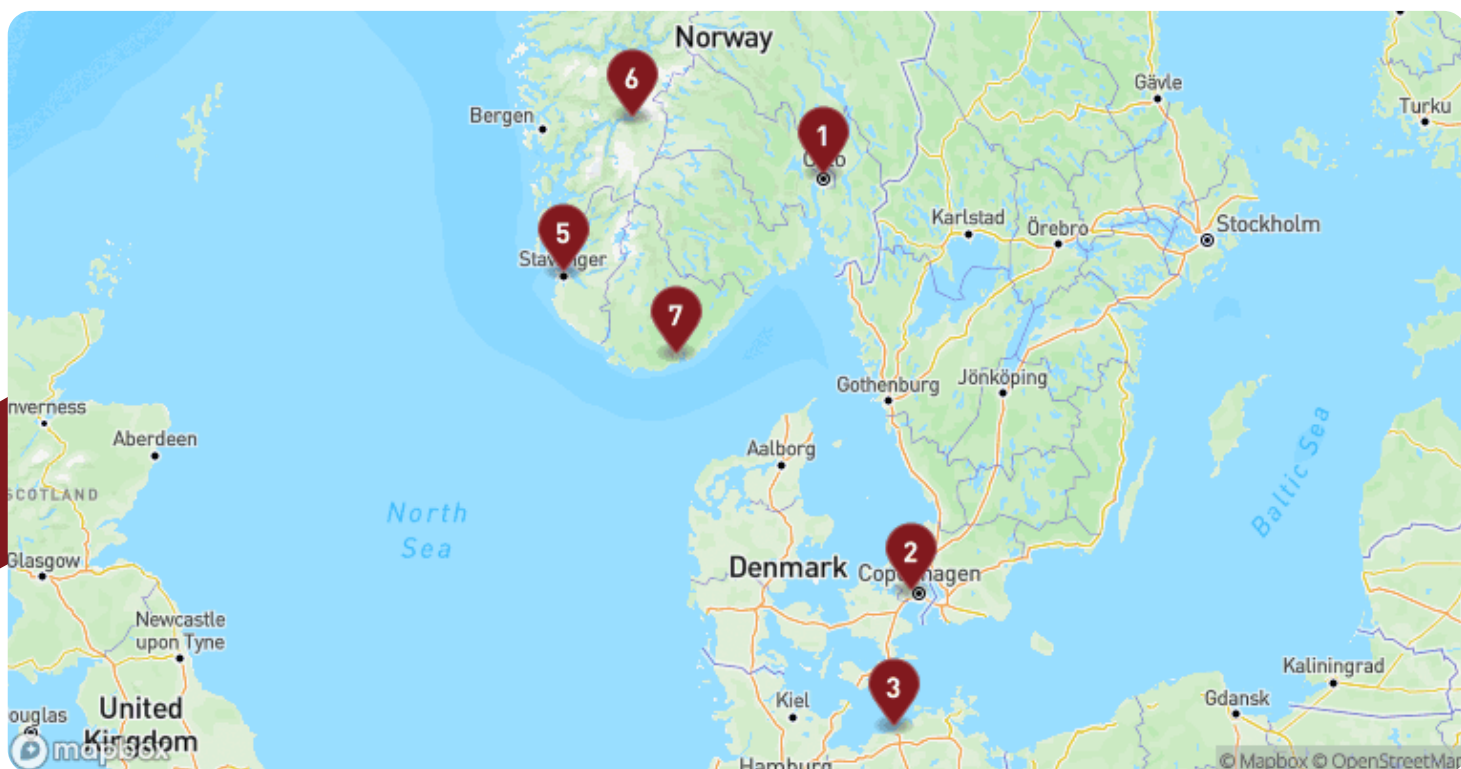 Norway
6
Gävle
Bergen
Turku
1
Oslo
Karlstad
Örebro
Stockholm
5
Stavanger
7
Gothenburg
Jönköping
nverness
Aberdeen
Aalborg
SCOTLAND
Baltic Sea
North
Sea
Glasgow
2
Denmark
Copenhagen
Newcastle
upon Tyne
3
Kaliningrad
Kiel
Gdansk
ouglas
United
Kingdom
mapbox
Hamburg
© Mapbox © OpenStreetMap